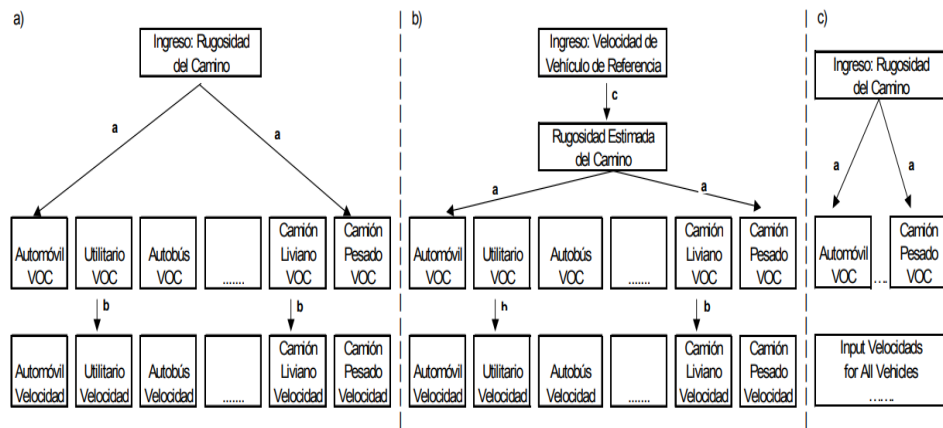 a)
Ingreso: Rugosidad
del Camino
a
a
Automóvil
VOC
Utilitario
VOC
Autobús
VOC
.......
Camión
Liviano
VOC
Camión
Pesado
VOC
b
b
Automóvil
Velocidad
Utilitario
Velocidad
Autobús
Velocidad
.......
Camión
Liviano
Velocidad
Camión
Pesado
Velocidad
b)
Ingreso: Velocidad de
Vehículo de Referencia
c
Rugosidad Estimada
del Camino
a
a
Automóvil
VOC
Utilitario
VOC
Autobús
VOC
.......
Camión
Liviano
VOC
Camión
Pesado
VOC
b
b
Automóvil
Velocidad
Utilitario
Velocidad
Autobús
Velocidad
.......
Camión
Liviano
Velocidad
Camión
Pesado
Velocidad
c)
Ingreso: Rugosidad
del Camino
a
a
Automóvil
VOC
.....
Camión
Pesado
VOC
Input Velocidads
for All Vehicles
......